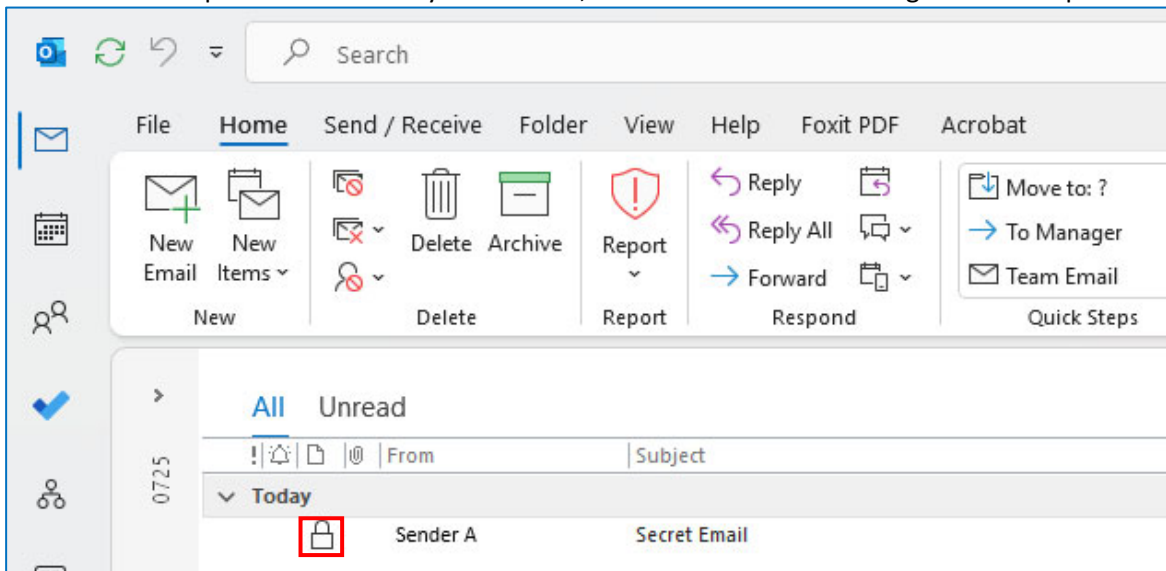 Search
File Home Send / Receive Folder View Help Foxit PDF Acrobat
New Email
New Items
Delete
Archive
Report
Reply
Reply All
Forward
Move to: ?
To Manager
Team Email
New Delete Report Respond Quick Steps
All Unread
! From Subject
0725
Today
Sender A Secret Email